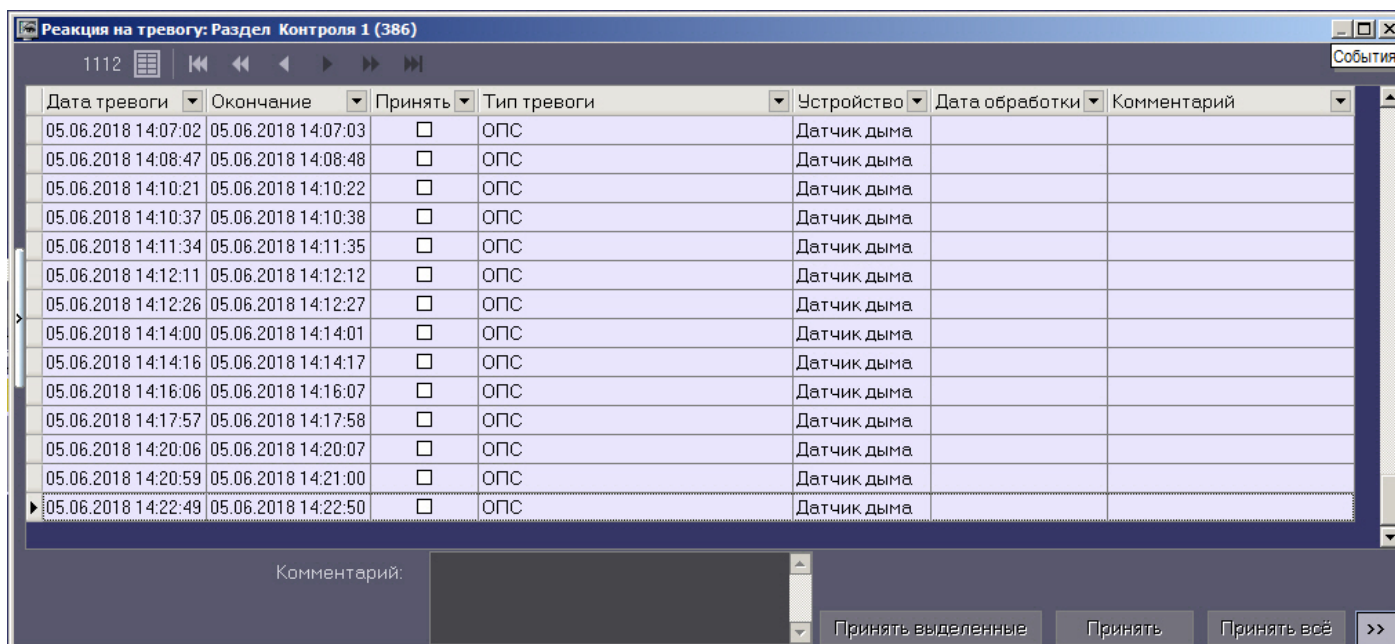 Реакция на тревогу: Раздел Контроля 1 (386)
1112
События
Дата тревоги Окончание Принять Тип тревоги Устройство Дата обработки Комментарий
05.06.2018 14:07:02 05.06.2018 14:07:03 ОПС Датчик дыма
05.06.2018 14:08:47 05.06.2018 14:08:48 ОПС Датчик дыма
05.06.2018 14:10:21 05.06.2018 14:10:22 ОПС Датчик дыма
05.06.2018 14:10:37 05.06.2018 14:10:38 ОПС Датчик дыма
05.06.2018 14:11:34 05.06.2018 14:11:35 ОПС Датчик дыма
05.06.2018 14:12:11 05.06.2018 14:12:12 ОПС Датчик дыма
05.06.2018 14:12:26 05.06.2018 14:12:27 ОПС Датчик дыма
05.06.2018 14:14:00 05.06.2018 14:14:01 ОПС Датчик дыма
05.06.2018 14:14:16 05.06.2018 14:14:17 ОПС Датчик дыма
05.06.2018 14:16:06 05.06.2018 14:16:07 ОПС Датчик дыма
05.06.2018 14:17:57 05.06.2018 14:17:58 ОПС Датчик дыма
05.06.2018 14:20:06 05.06.2018 14:20:07 ОПС Датчик дыма
05.06.2018 14:20:59 05.06.2018 14:21:00 ОПС Датчик дыма
05.06.2018 14:22:49 05.06.2018 14:22:50 ОПС Датчик дыма
Комментарий:
Принять выделенные Принять Принять всё >>